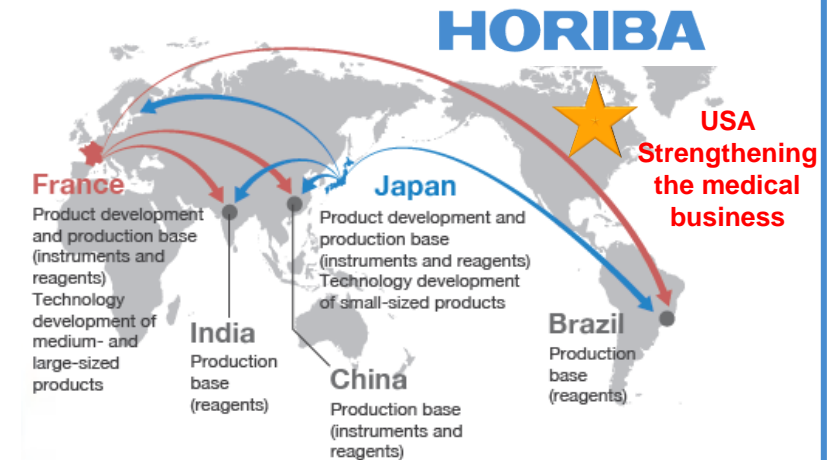 HORIBA
USA
Strengthening
the medical
business
France
Product development
and production base
(instruments and
reagents)
Technology
development of
medium- and
large-sized
products
Japan
Product development and
production base
(instruments and reagents)
Technology development
of small-sized products
India
Production
base
(reagents)
China
Production base
(instruments and
reagents)
Brazil
Production
base
(reagents)